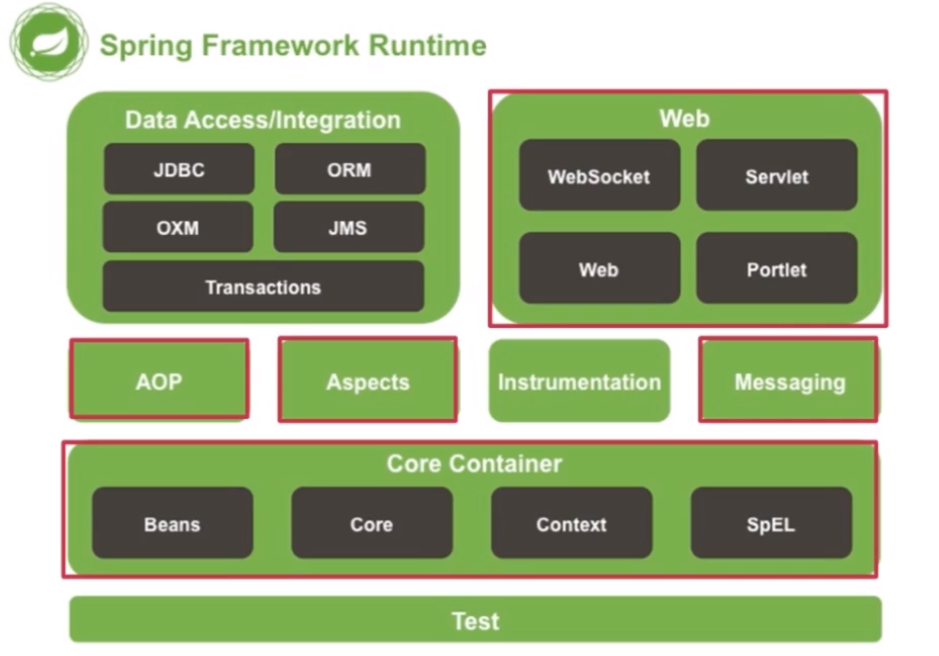 Spring Framework Runtime
Data Access/Integration
JDBC
ORM
OXM
JMS
Transactions
Web
WebSocket
Servlet
Web
Portlet
AOP
Aspects
Instrumentation
Messaging
Core Container
Beans
Core
Context
SpEL
Test